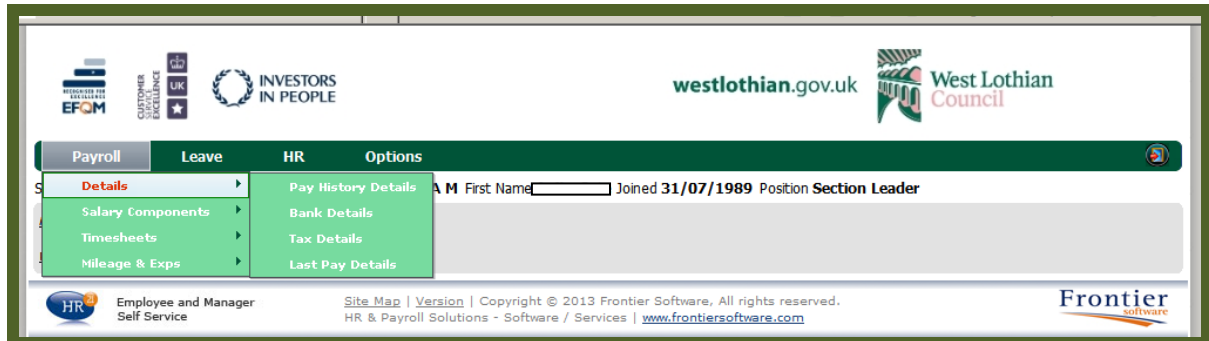 RECOGNISED FOR
EXCELLENCE
EFQM
CUSTOMER
SERVICE
EXCELLENCE
UK
INVESTORS
IN PEOPLE
westlothian.gov.uk
West Lothian
Council
Payroll Leave HR Options
S A M First Name Joined 31/07/1989 Position Section Leader
Details
Salary Components
Timesheets
Mileage & Exps
Pay History Details
Bank Details
Tax Details
Last Pay Details
HR21
Employee and Manager
Self Service
Site Map | Version | Copyright © 2013 Frontier Software, All rights reserved.
HR & Payroll Solutions - Software / Services | www.frontiersoftware.com
Frontier
software